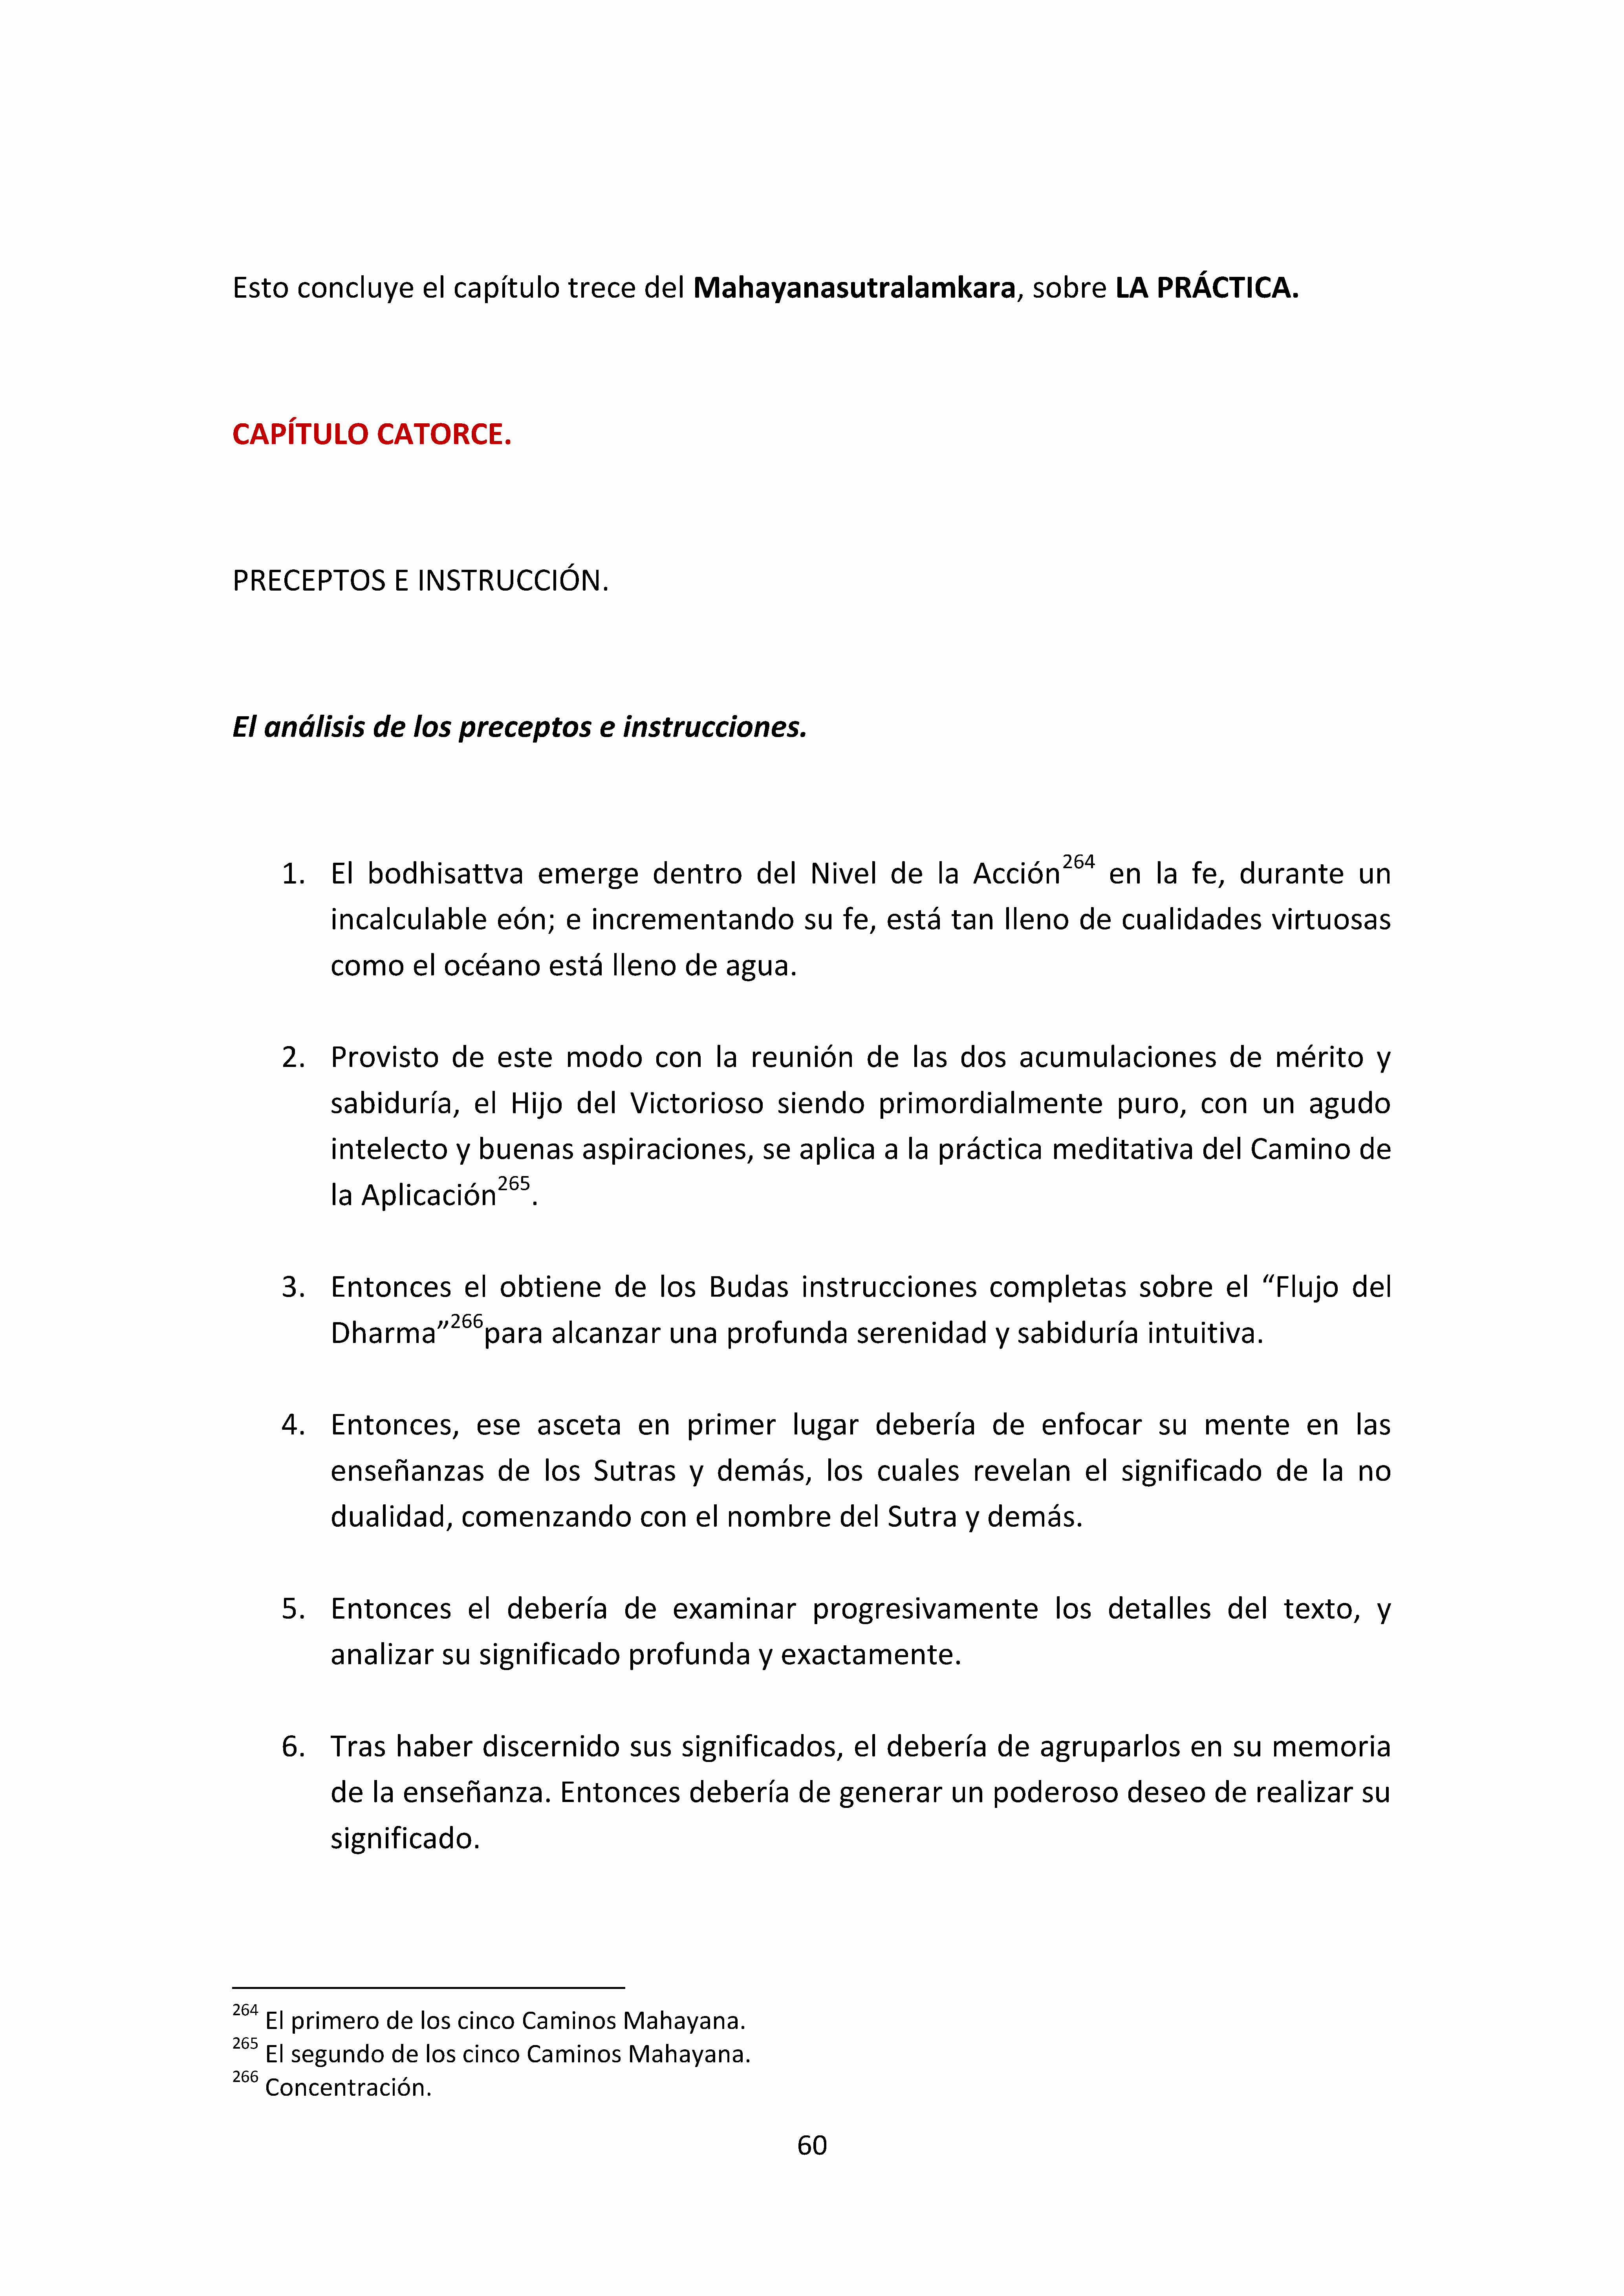 Esto concluye el capítulo trece del Mahayanasutralamkara, sobre LA PRÁCTICA.
CAPÍTULO CATORCE.
PRECEPTOS E INSTRUCCIÓN.
El análisis de los preceptos e instrucciones.
1. El bodhisattva emerge dentro del Nivel de la Acción264 en la fe, durante un
incalculable eón; e incrementando su fe, está tan lleno de cualidades virtuosas
como el océano está lleno de agua.
2. Provisto de este modo con la reunión de las dos acumulaciones de mérito y
sabiduría, el Hijo del Victorioso siendo primordialmente puro, con un agudo
intelecto y buenas aspiraciones, se aplica a la práctica meditativa del Camino de
la Aplicación265.
3. Entonces el obtiene de los Budas instrucciones completas sobre el “Flujo del
Dharma”266para alcanzar una profunda serenidad y sabiduría intuitiva.
4. Entonces, ese asceta en primer lugar debería de enfocar su mente en las
enseñanzas de los Sutras y demás, los cuales revelan el significado de la no
dualidad, comenzando con el nombre del Sutra y demás.
5. Entonces el debería de examinar progresivamente los detalles del texto, y
analizar su significado profunda y exactamente.
6. Tras haber discernido sus significados, el debería de agruparlos en su memoria
de la enseñanza. Entonces debería de generar un poderoso deseo de realizar su
significado.
264 El primero de los cinco Caminos Mahayana.
265 El segundo de los cinco Caminos Mahayana.
266 Concentración.
60